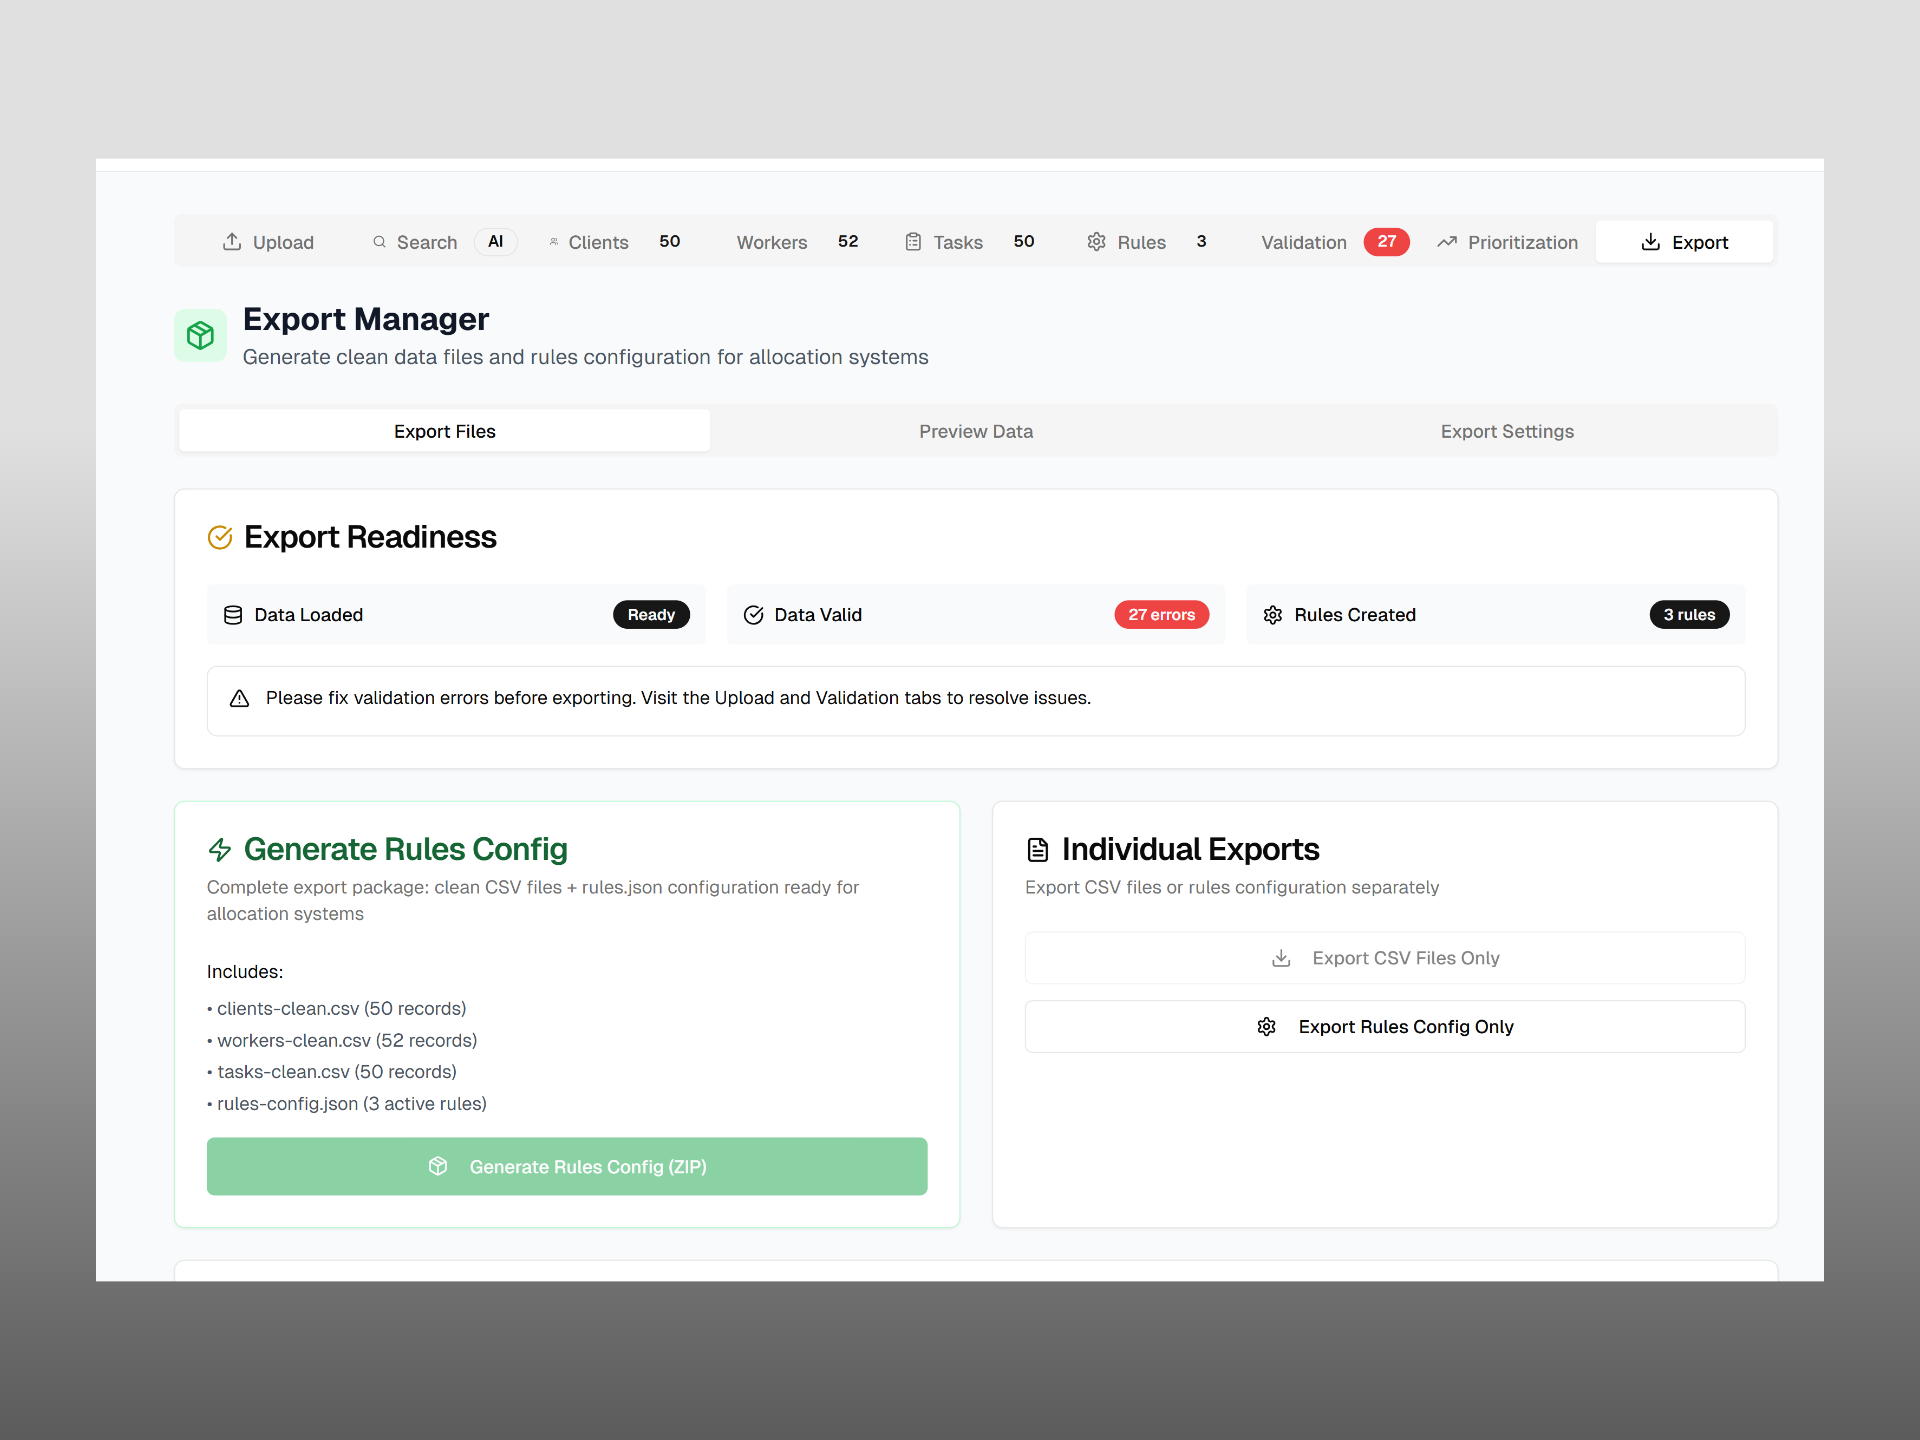 Upload Search AI Clients 50 Workers 52 Tasks 50 Rules 3 Validation 27 Prioritization Export
Export Manager
Generate clean data files and rules configuration for allocation systems
Export Files Preview Data Export Settings
Export Readiness
Data Loaded Ready Data Valid 27 errors Rules Created 3 rules
Please fix validation errors before exporting. Visit the Upload and Validation tabs to resolve issues.
Generate Rules Config
Complete export package: clean CSV files + rules.json configuration ready for
allocation systems
Includes:
• clients-clean.csv (50 records)
• workers-clean.csv (52 records)
• tasks-clean.csv (50 records)
• rules-config.json (3 active rules)
Generate Rules Config (ZIP)
Individual Exports
Export CSV files or rules configuration separately
Export CSV Files Only
Export Rules Config Only